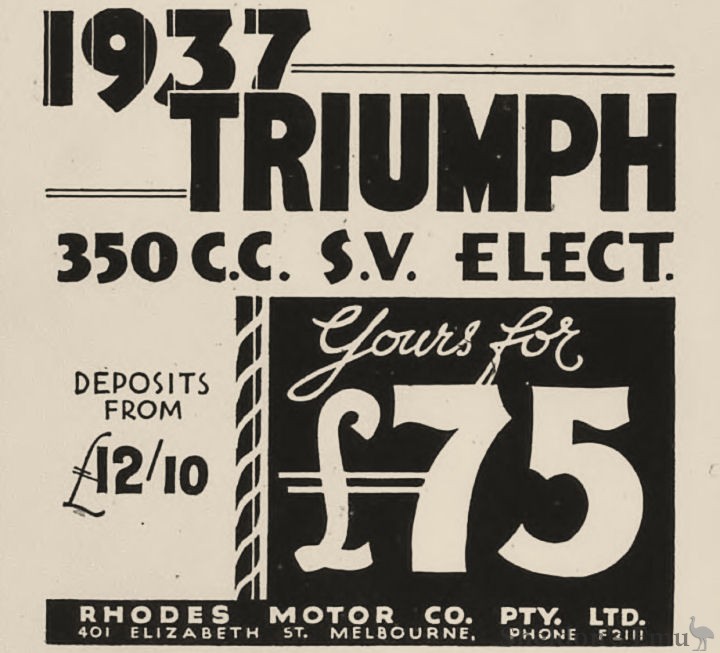 1937
TRIUMPH
350 C.C. S.V. ELECT.
Yours for
£75
DEPOSITS
FROM
£12/10
RHODES MOTOR CO. PTY. LTD.
401 ELIZABETH ST. MELBOURNE. PHONE F2111